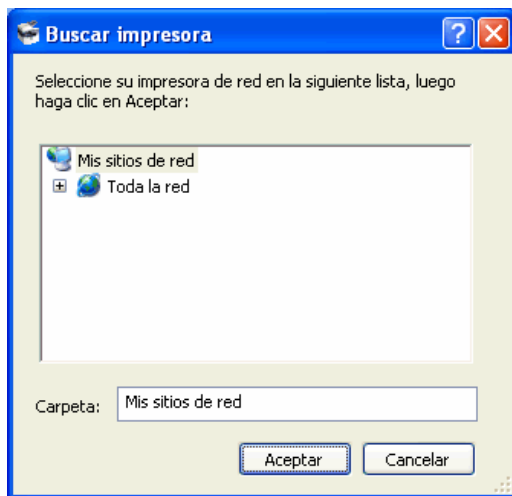 Buscar impresora
Seleccione su impresora de red en la siguiente lista, luego
haga clic en Aceptar:
Mis sitios de red
Toda la red
Carpeta: Mis sitios de red
Aceptar Cancelar